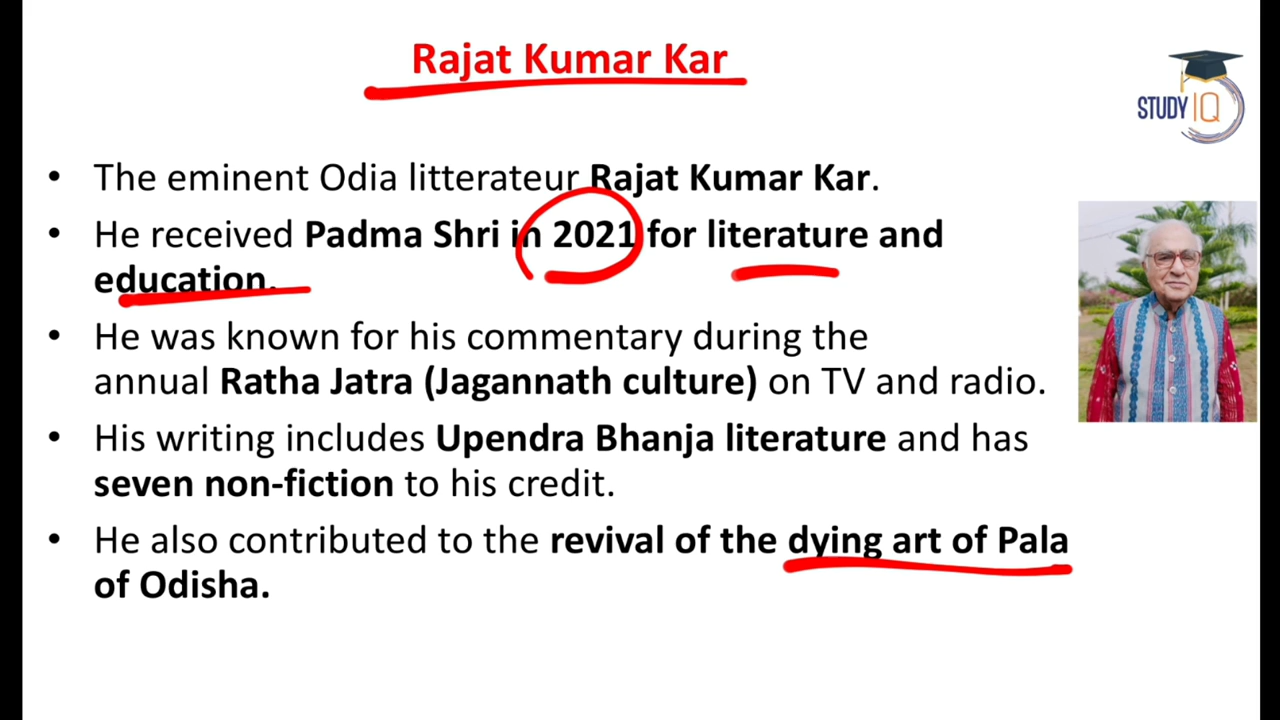 Rajat Kumar Kar
STUDY IQ
• The eminent Odia litterateur Rajat Kumar Kar.
• He received Padma Shri in 2021 for literature and
education.
• He was known for his commentary during the
annual Ratha Jatra (Jagannath culture) on TV and radio.
• His writing includes Upendra Bhanja literature and has
seven non-fiction to his credit.
• He also contributed to the revival of the dying art of Pala
of Odisha.